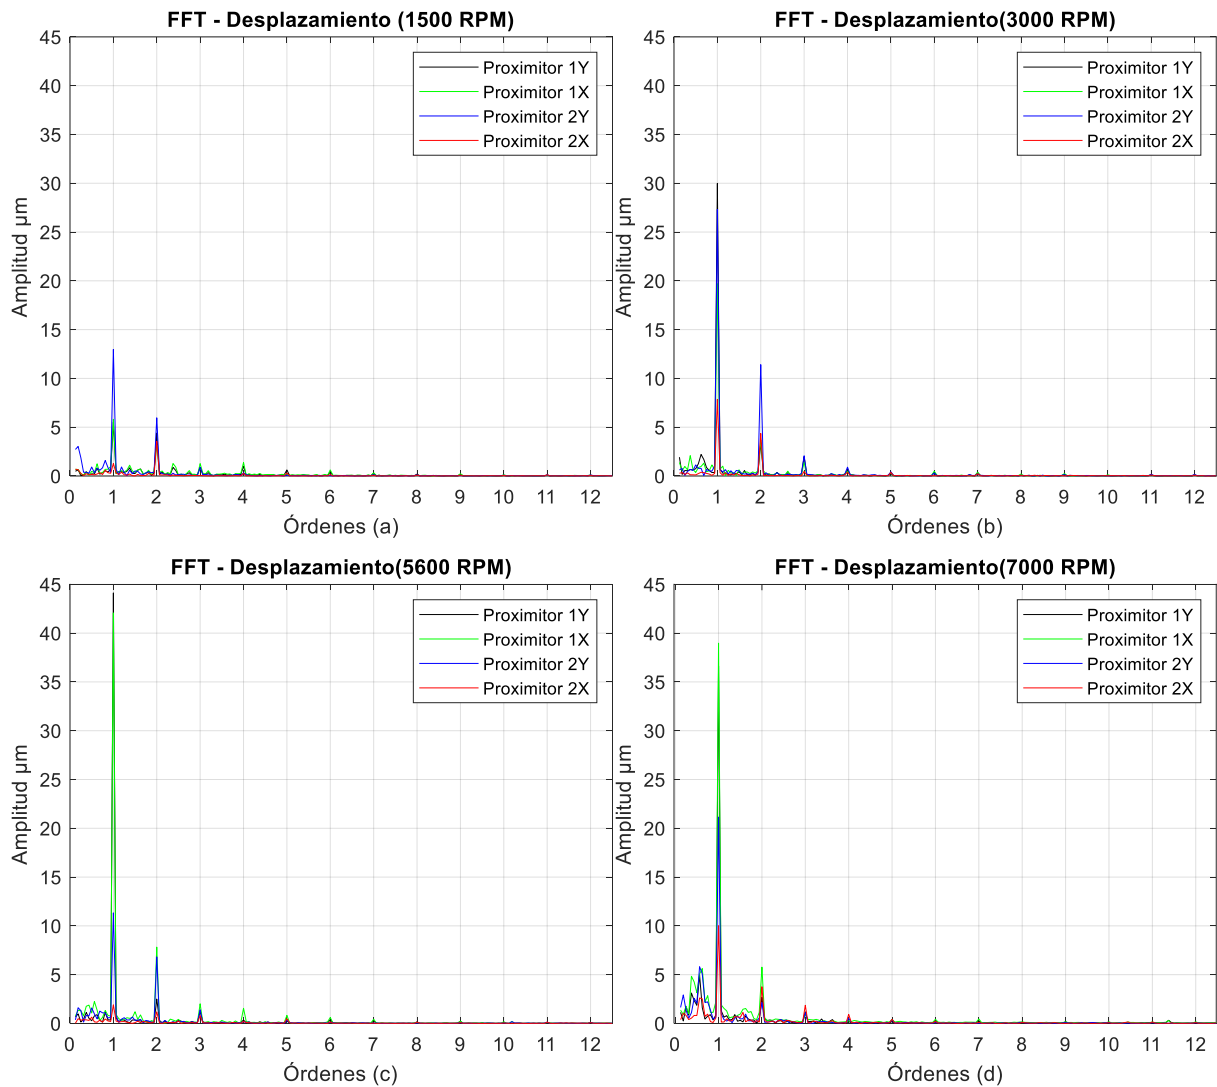 FFT - Desplazamiento (1500 RPM)
45
40
35
30
25
20
15
10
5
0
Amplitud µm
Proximitor 1Y
Proximitor 1X
Proximitor 2Y
Proximitor 2X
0 1 2 3 4 5 6 7 8 9 10 11 12
Órdenes (a)
FFT - Desplazamiento(3000 RPM)
45
40
35
30
25
20
15
10
5
0
Amplitud µm
Proximitor 1Y
Proximitor 1X
Proximitor 2Y
Proximitor 2X
0 1 2 3 4 5 6 7 8 9 10 11 12
Órdenes (b)
FFT - Desplazamiento(5600 RPM)
45
40
35
30
25
20
15
10
5
0
Amplitud µm
Proximitor 1Y
Proximitor 1X
Proximitor 2Y
Proximitor 2X
0 1 2 3 4 5 6 7 8 9 10 11 12
Órdenes (c)
FFT - Desplazamiento(7000 RPM)
45
40
35
30
25
20
15
10
5
0
Amplitud µm
Proximitor 1Y
Proximitor 1X
Proximitor 2Y
Proximitor 2X
0 1 2 3 4 5 6 7 8 9 10 11 12
Órdenes (d)